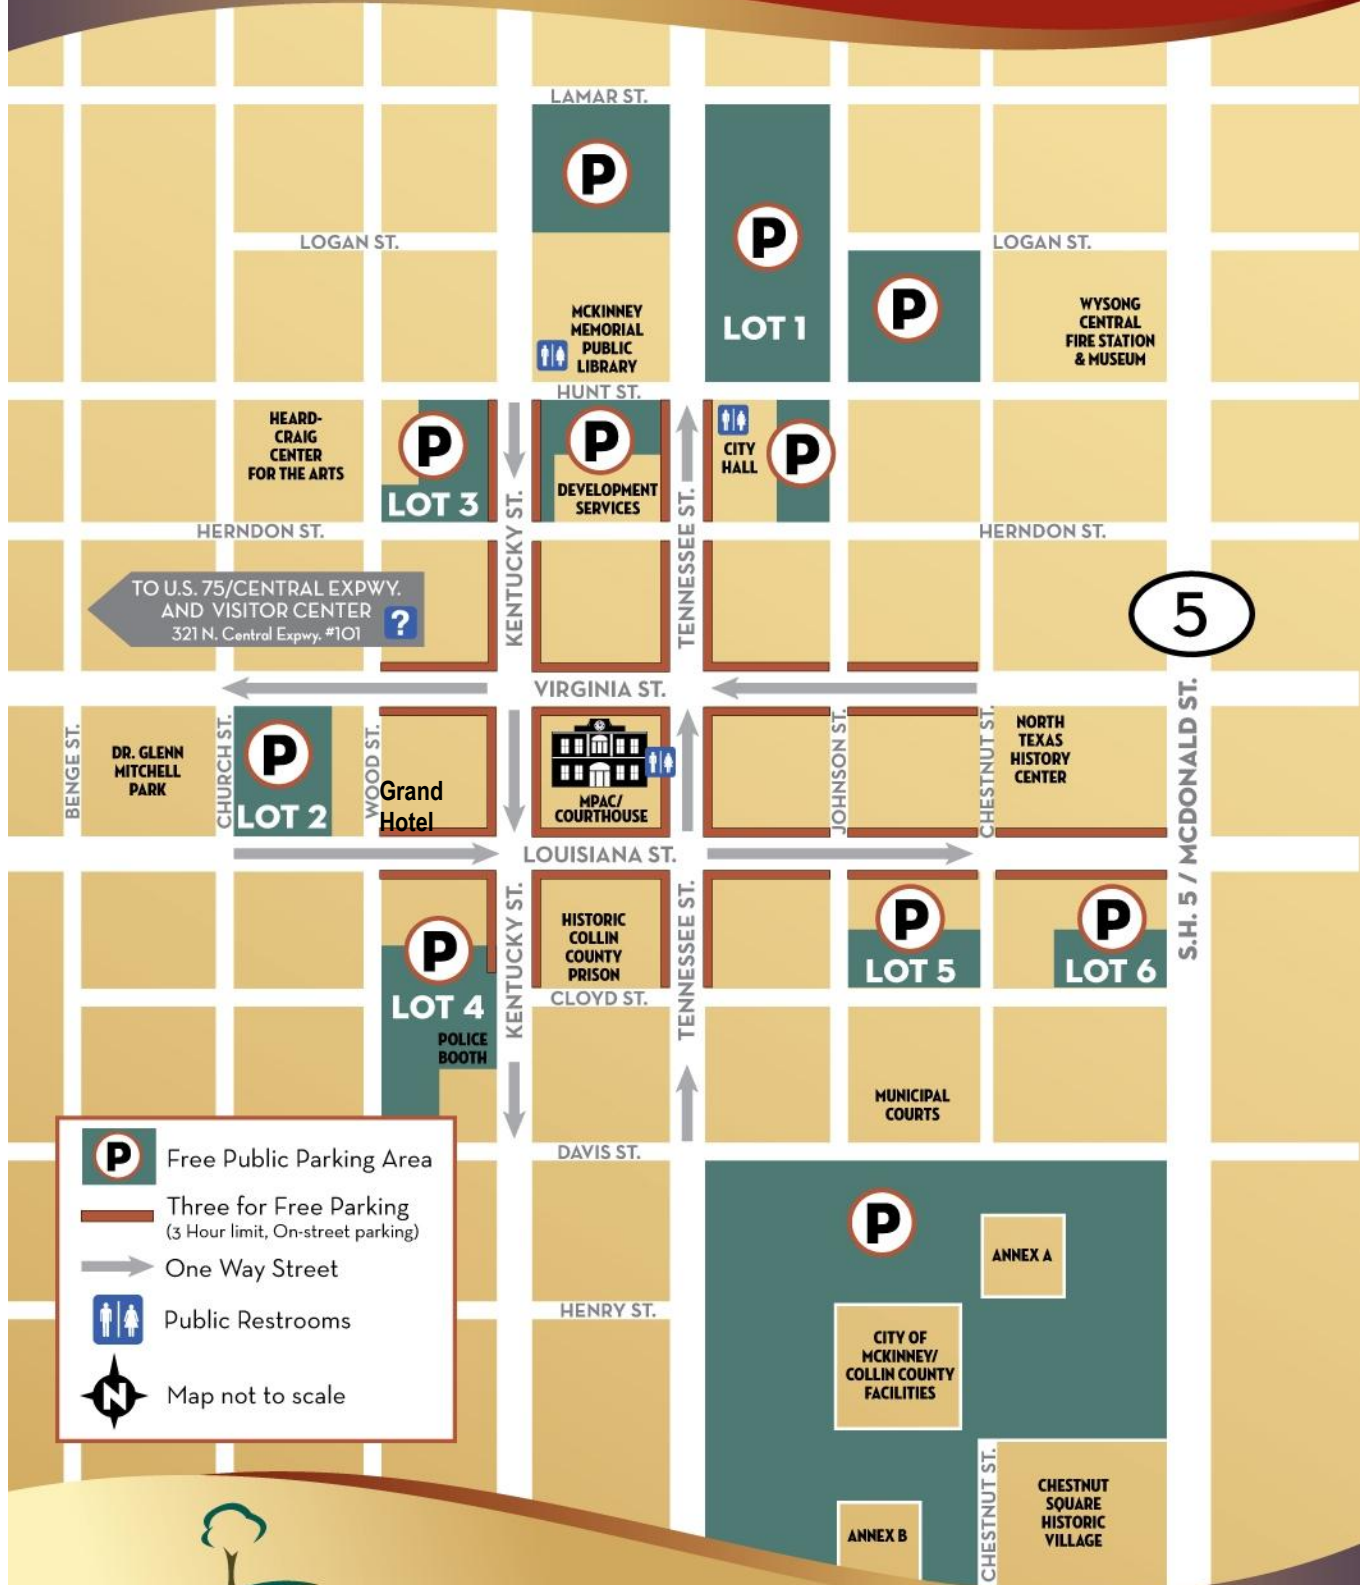 LAMAR ST.
P
P
LOGAN ST.
LOGAN ST.
P
LOT 1
MCKINNEY
MEMORIAL
PUBLIC
LIBRARY
WYSONG
CENTRAL
FIRE STATION
& MUSEUM
HUNT ST.
HEARD-
CRAIG
CENTER
FOR THE ARTS
P
LOT 3
P
DEVELOPMENT
SERVICES
CITY
HALL
P
KENTUCKY ST.
TENNESSEE ST.
HERNDON ST.
HERNDON ST.
TO U.S. 75/CENTRAL EXPWY.
AND VISITOR CENTER
321 N. Central Expwy. #101
?
5
VIRGINIA ST.
BENGE ST.
DR. GLENN
MITCHELL
PARK
CHURCH ST.
P
LOT 2
WOOD ST.
Grand
Hotel
MPAC/
COURTHOUSE
JOHNSON ST.
CHESTNUT ST.
NORTH
TEXAS
HISTORY
CENTER
S.H. 5 / MCDONALD ST.
LOUISIANA ST.
P
LOT 4
POLICE
BOOTH
KENTUCKY ST.
HISTORIC
COLLIN
COUNTY
PRISON
TENNESSEE ST.
P
LOT 5
P
LOT 6
CLOYD ST.
MUNICIPAL
COURTS
DAVIS ST.
P
Free Public Parking Area
Three for Free Parking
(3 Hour limit, On-street parking)
One Way Street
Public Restrooms
N
Map not to scale
P
ANNEX A
HENRY ST.
CITY OF
MCKINNEY/
COLLIN COUNTY
FACILITIES
ANNEX B
CHESTNUT ST.
CHESTNUT
SQUARE
HISTORIC
VILLAGE